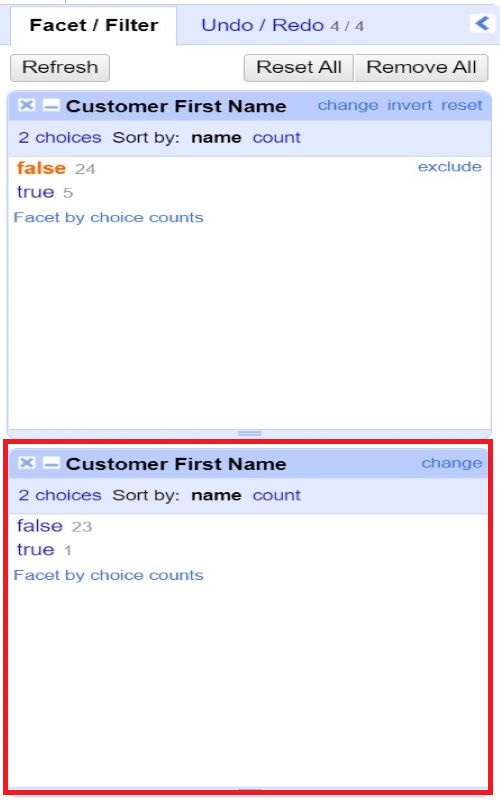 Facet / Filter Undo / Redo 4 / 4
Refresh Reset All Remove All
Customer First Name change invert reset
2 choices Sort by: name count
false 24 exclude
true 5
Facet by choice counts
Customer First Name change
2 choices Sort by: name count
false 23
true 1
Facet by choice counts